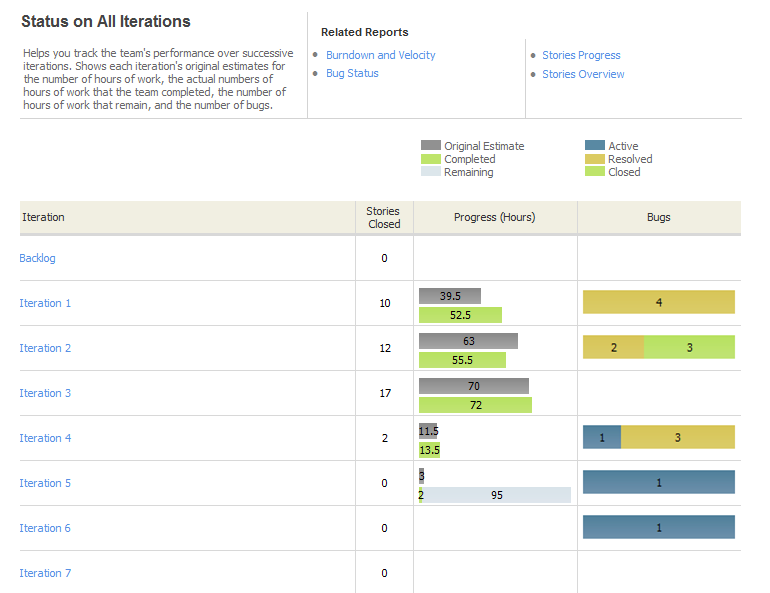 Status on All Iterations
Helps you track the team's performance over successive
iterations. Shows each iteration's original estimates for
the number of hours of work, the actual numbers of
hours of work that the team completed, the number of
hours of work that remain, and the number of bugs.
Related Reports
Burndown and Velocity
Bug Status
Stories Progress
Stories Overview
Original Estimate
Completed
Remaining
Active
Resolved
Closed
Iteration Stories Closed Progress (Hours) Bugs
Backlog 0
Iteration 1 10 39.5 52.5 4
Iteration 2 12 63 55.5 2 3
Iteration 3 17 70 72
Iteration 4 2 11.5 13.5 1 3
Iteration 5 0 3 2 95 1
Iteration 6 0 1
Iteration 7 0